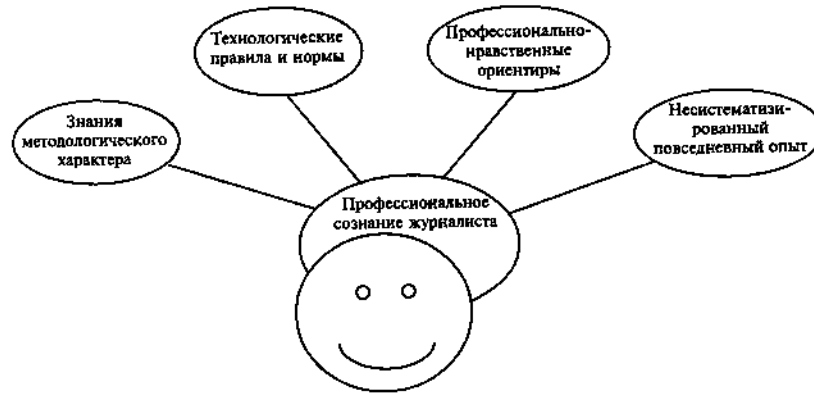 Технологические
правила и нормы
Профессионально-
нравственные
ориентиры
Знания
методологического
характера
Несистематизи-
рованный
повседневный опыт
Профессиональное
сознание журналиста